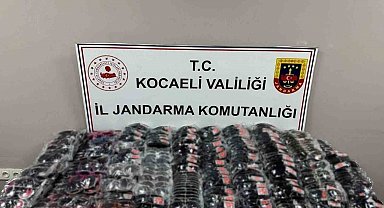 T.C.
KOCAELİ VALİLİĞİ
İL JANDARMA KOMUTANLIĞI